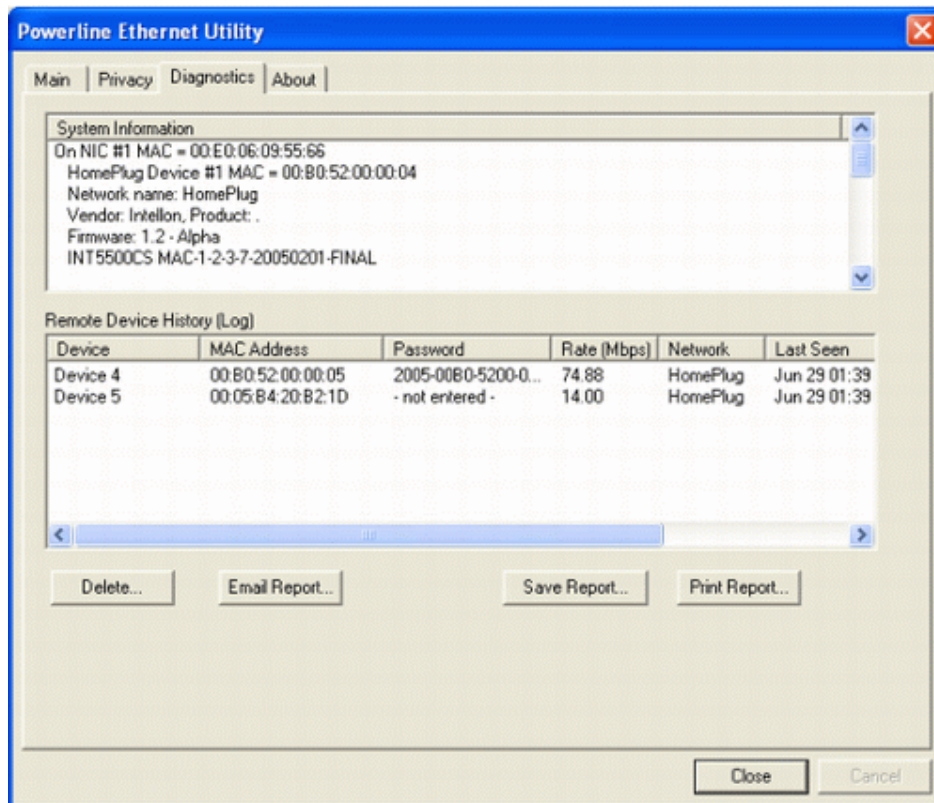 Powerline Ethernet Utility
Main Privacy Diagnostics About
System Information
On NIC #1 MAC = 00:E0:06:09:55:66
HomePlug Device #1 MAC = 00:B0:52:00:00:04
Network name: HomePlug
Vendor: Intellon, Product: .
Firmware: 1.2 - Alpha
INT5500CS MAC-1-2-3-7-20050201-FINAL
Remote Device History (Log)
Device MAC Address Password Rate (Mbps) Network Last Seen
Device 4 00:B0:52:00:00:05 2005-00B0-5200-0... 74.88 HomePlug Jun 29 01:39
Device 5 00:05:B4:20:B2:1D - not entered - 14.00 HomePlug Jun 29 01:39
Delete... Email Report... Save Report... Print Report...
Close Cancel